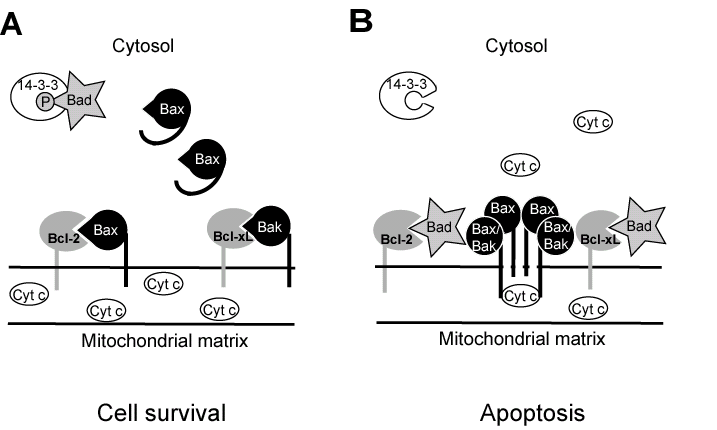 A
Cytosol
14-3-3
P
Bad
Bax
Bax
Bcl-2
Bax
Bcl-xL
Bak
Cyt c
Cyt c
Cyt c
Cyt c
Mitochondrial matrix
Cell survival
B
Cytosol
14-3-3
Cyt c
Cyt c
Bcl-2
Bad
Bax
Bax/
Bak
Bax
Bax/
Bak
Bcl-xL
Bad
Cyt c
Cyt c
Mitochondrial matrix
Apoptosis